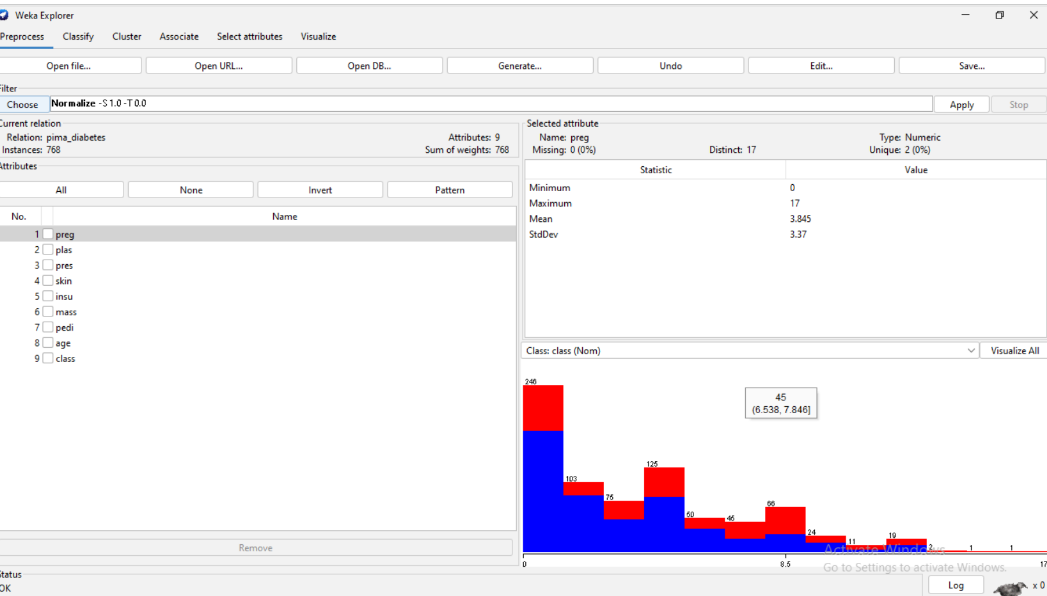 Weka Explorer
Preprocess Classify Cluster Associate Select attributes Visualize
Open file... Open URL... Open DB... Generate... Undo Edit... Save...
Filter
Choose Normalize -S 1.0 -T 0.0 Apply Stop
Current relation
Relation: pima_diabetes Attributes: 9
Instances: 768 Sum of weights: 768
Selected attribute
Name: preg Type: Numeric
Missing: 0 (0%) Distinct: 17 Unique: 2 (0%)
Attributes
All None Invert Pattern
No. Name
1 preg
2 plas
3 pres
4 skin
5 insu
6 mass
7 pedi
8 age
9 class
Remove
Statistic Value
Minimum 0
Maximum 17
Mean 3.845
StdDev 3.37
Class: class (Nom) Visualize All
45
(6.538, 7.846]
246 103 75 125 50 45 66 24 11 19 2 1 1
0 8.5 17
Activate Windows
Go to Settings to activate Windows.
Status
OK
Log x 0